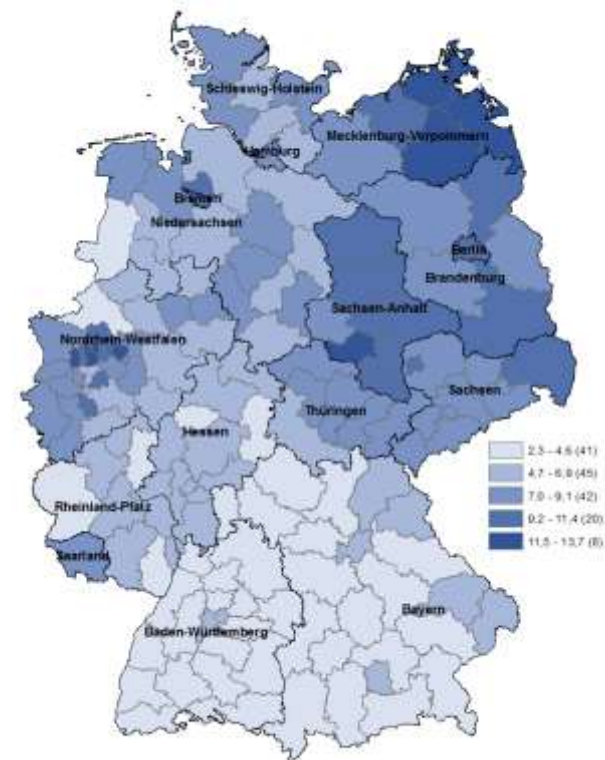 Schleswig-Holstein
Mecklenburg-Vorpommern
Hamburg
Bremen
Niedersachsen
Berlin
Brandenburg
Sachsen-Anhalt
Nordrhein-Westfalen
Sachsen
Thüringen
Hessen
2,3 – 4,6 (41)
4,7 – 6,9 (45)
7,0 – 9,1 (42)
9,2 – 11,4 (20)
11,5 – 13,7 (8)
Rheinland-Pfalz
Saarland
Bayern
Baden-Württemberg